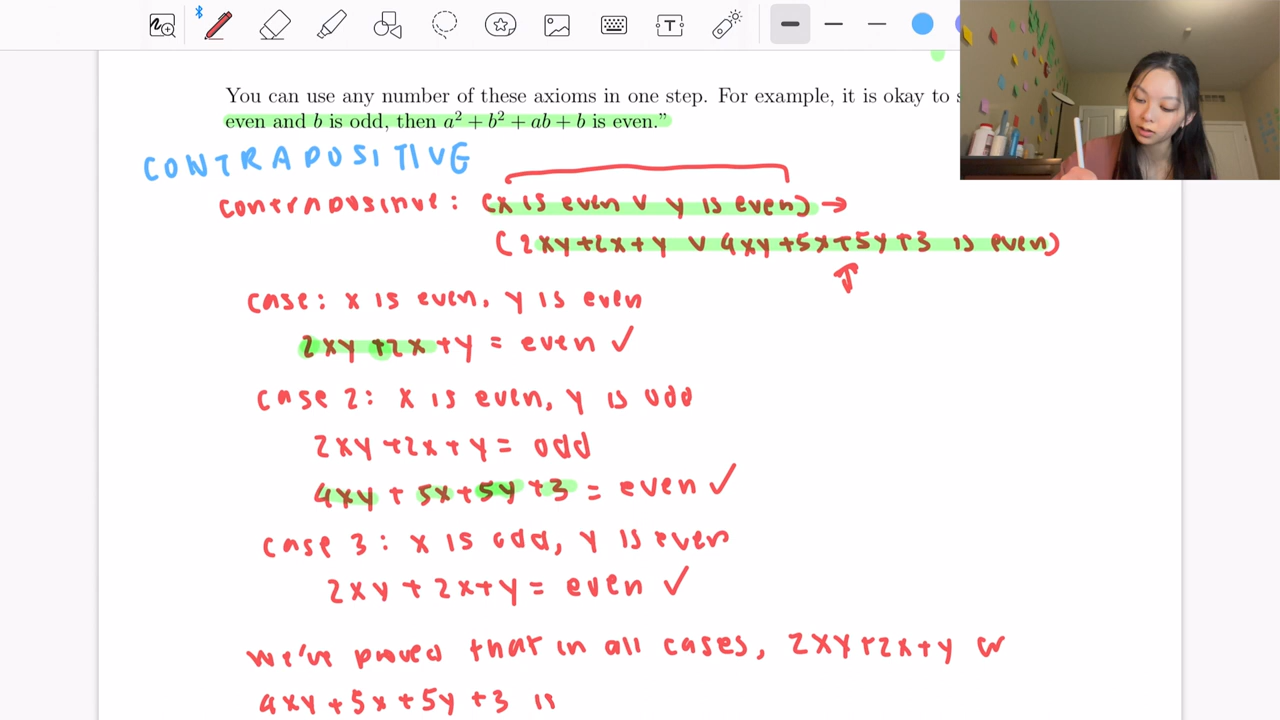 You can use any number of these axioms in one step. For example, it is okay to s
even and b is odd, then a² + b² + ab + b is even.”
CONTRAPOSITIVE
contrapositive: (x is even ∨ y is even) →
(2xy+2x+y ∨ 4xy+5x+5y+3 is even)
case: x is even, y is even
2xy +2x+y = even ✓
case 2: x is even, y is odd
2xy +2x+y = odd
4xy + 5x+5y +3 = even ✓
case 3: x is odd, y is even
2xy + 2x+y = even ✓
we've proved that in all cases, 2xy+2x+y or
4xy +5x +5y +3 is